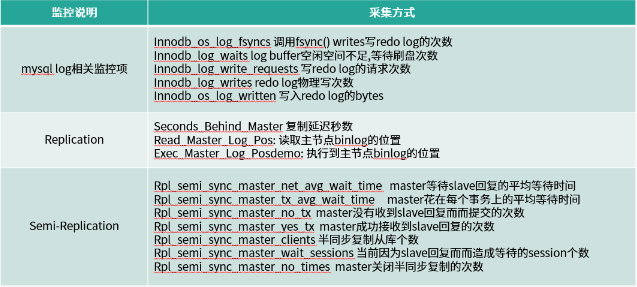 监控说明 采集方式
mysql log相关监控项
Innodb_os_log_fsyncs 调用fsync() writes写redo log的次数
Innodb_log_waits log buffer空闲空间不足,等待刷盘次数
Innodb_log_write_requests 写redo log的请求次数
Innodb_log_writes redo log物理写次数
Innodb_os_log_written 写入redo log的bytes
Replication
Seconds_Behind_Master 复制延迟秒数
Read_Master_Log_Pos: 读取主节点binlog的位置
Exec_Master_Log_Posdemo: 执行到主节点binlog的位置
Semi-Replication
Rpl_semi_sync_master_net_avg_wait_time master等待slave回复的平均等待时间
Rpl_semi_sync_master_tx_avg_wait_time master花在每个事务上的平均等待时间
Rpl_semi_sync_master_no_tx master没有收到slave回复而而提交的次数
Rpl_semi_sync_master_yes_tx master成功接收到slave回复的次数
Rpl_semi_sync_master_clients 半同步复制从库个数
Rpl_semi_sync_master_wait_sessions 当前因为slave回复而而造成等待的session个数
Rpl_semi_sync_master_no_times master关闭半同步复制的次数